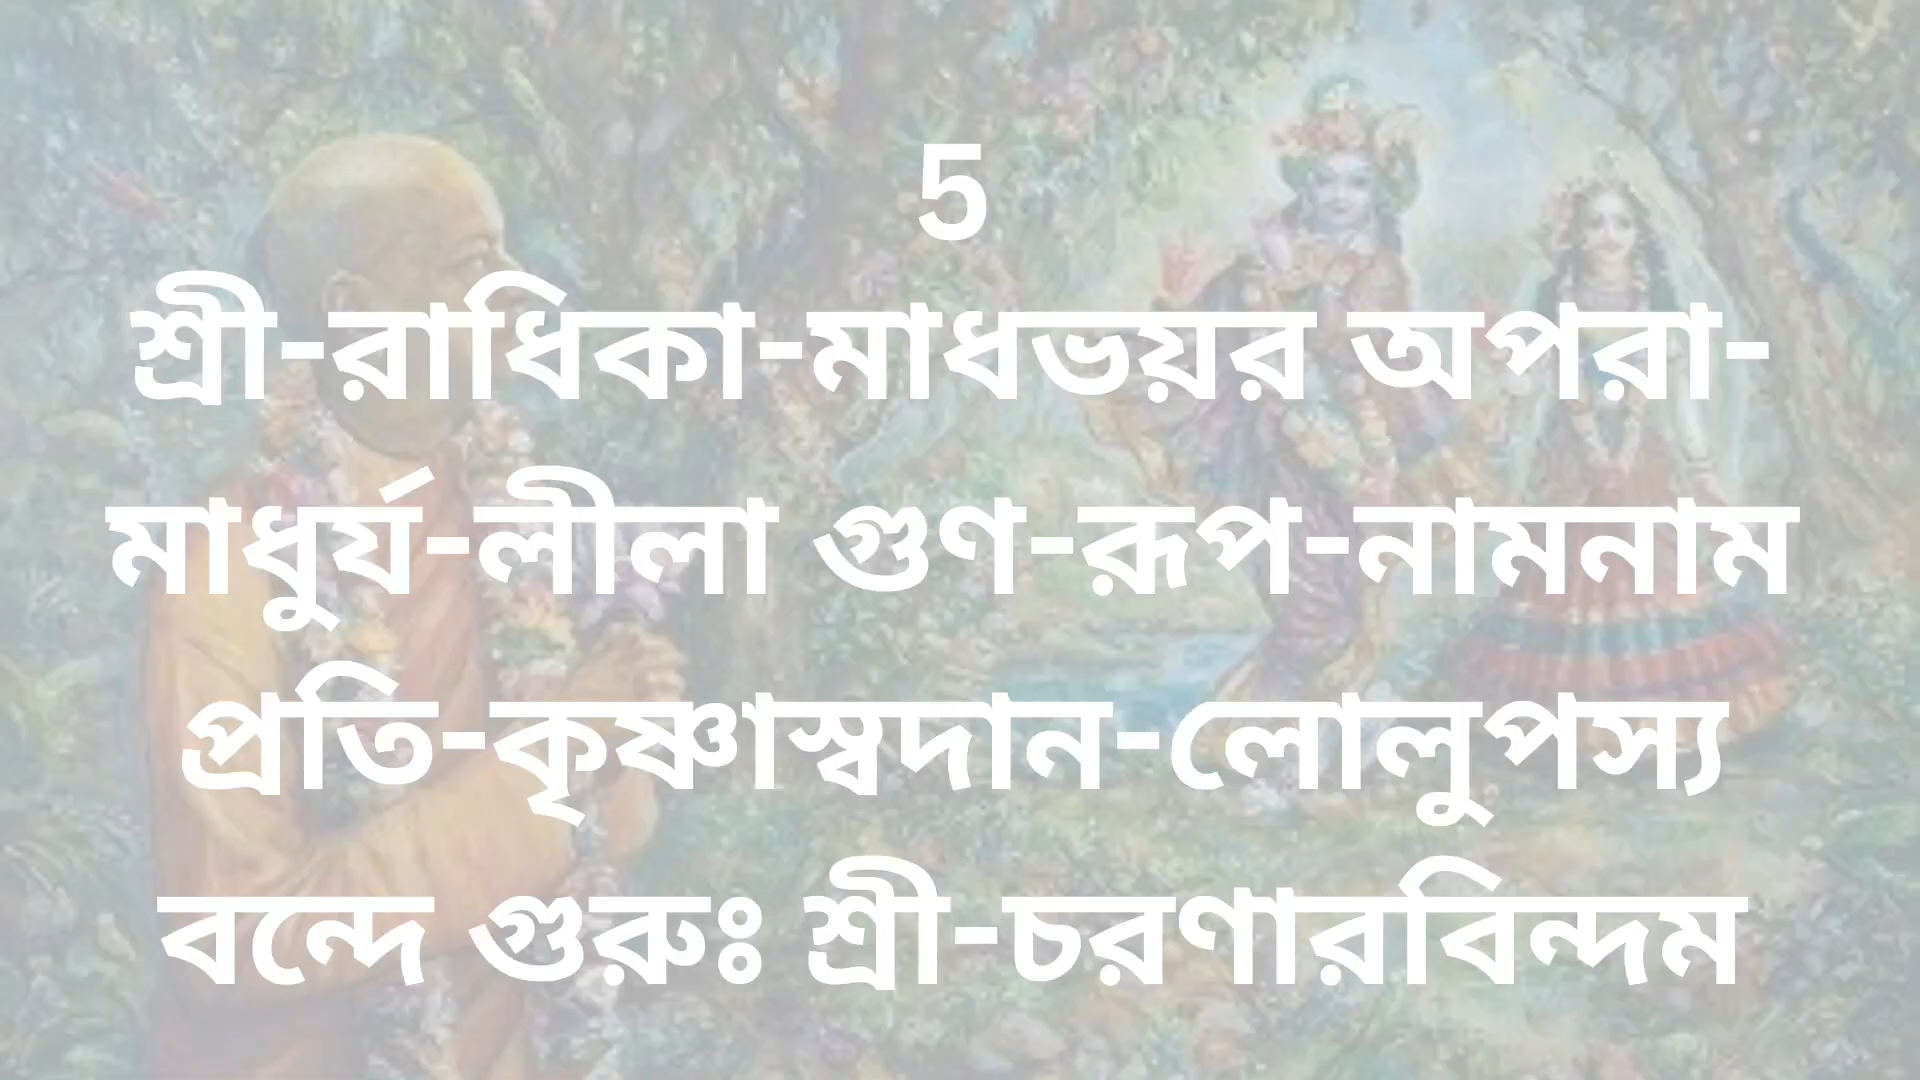 5
শ্রী-রাধিকা-মাধভয়র অপরা-
মাধুর্য-লীলা গুণ-রূপ-নামনাম
প্রতি-কৃষ্ণাস্বদান-লোলুপস্য
বন্দে গুরুঃ শ্রী-চরণারবিন্দম